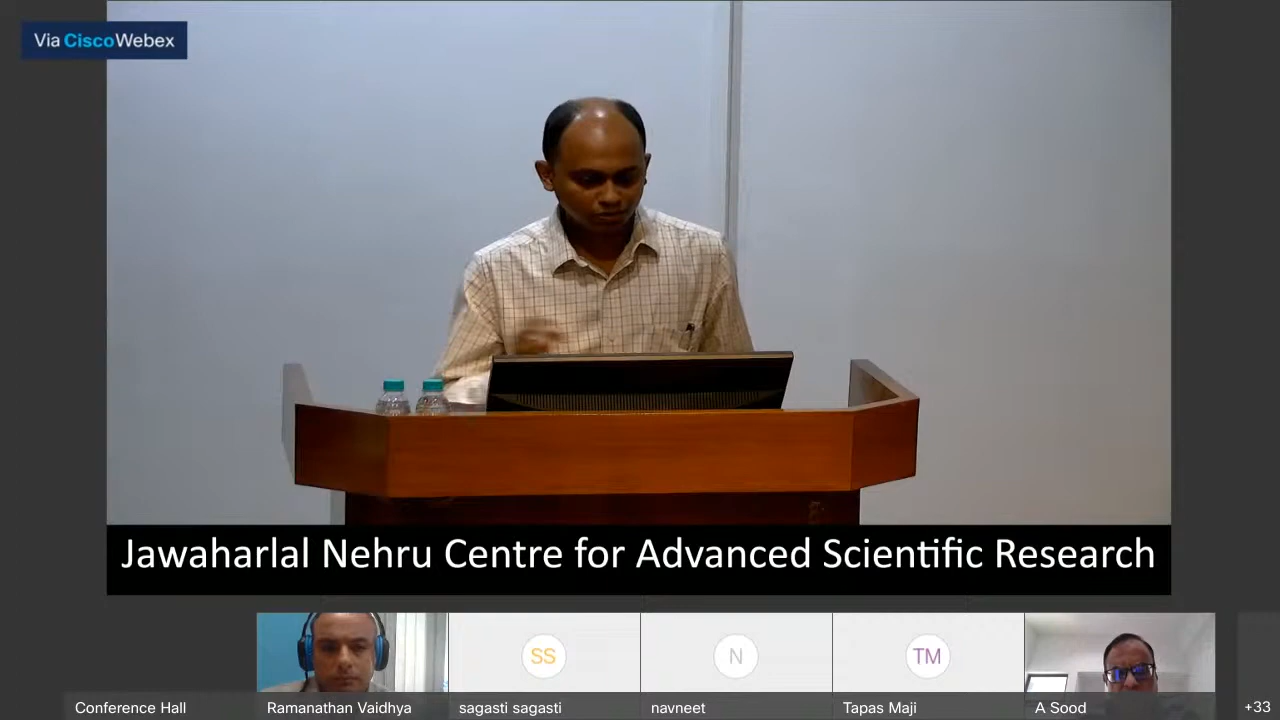 Via CiscoWebex
Jawaharlal Nehru Centre for Advanced Scientific Research
SS
N
TM
Conference Hall
Ramanathan Vaidhya
sagasti sagasti
navneet
Tapas Maji
A Sood
+33